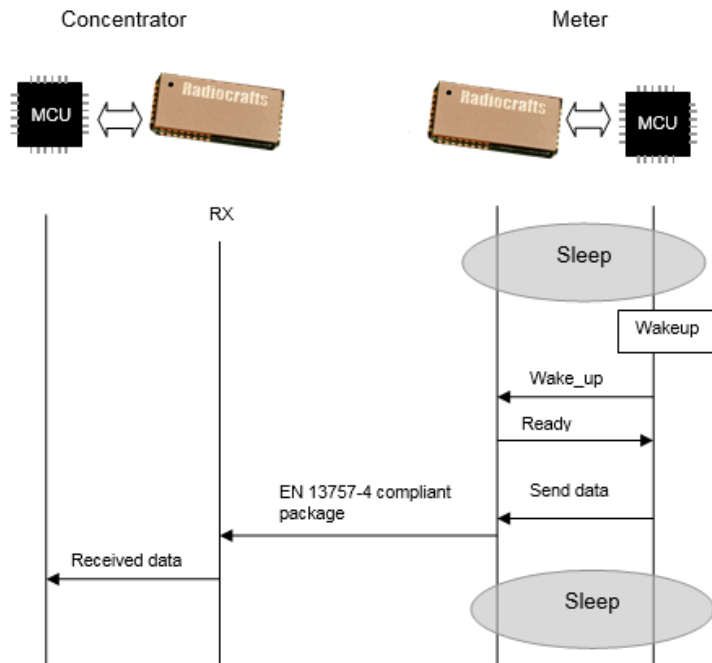 Concentrator
Meter
MCU
Radiocrafts
Radiocrafts
MCU
RX
Sleep
Wakeup
Wake_up
Ready
EN 13757-4 compliant
package
Send data
Received data
Sleep